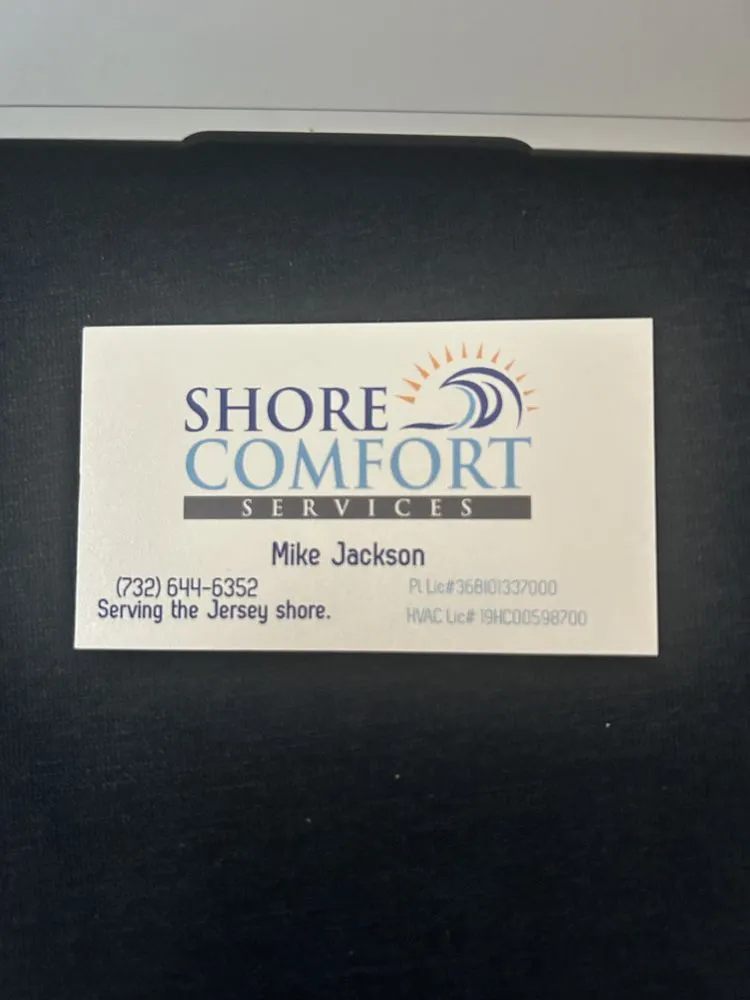 SHORE
COMFORT
SERVICES
Mike Jackson
(732) 644-6352
Serving the Jersey shore.
Pl Lic#36BI01337000
HVAC Lic# 19HC00598700